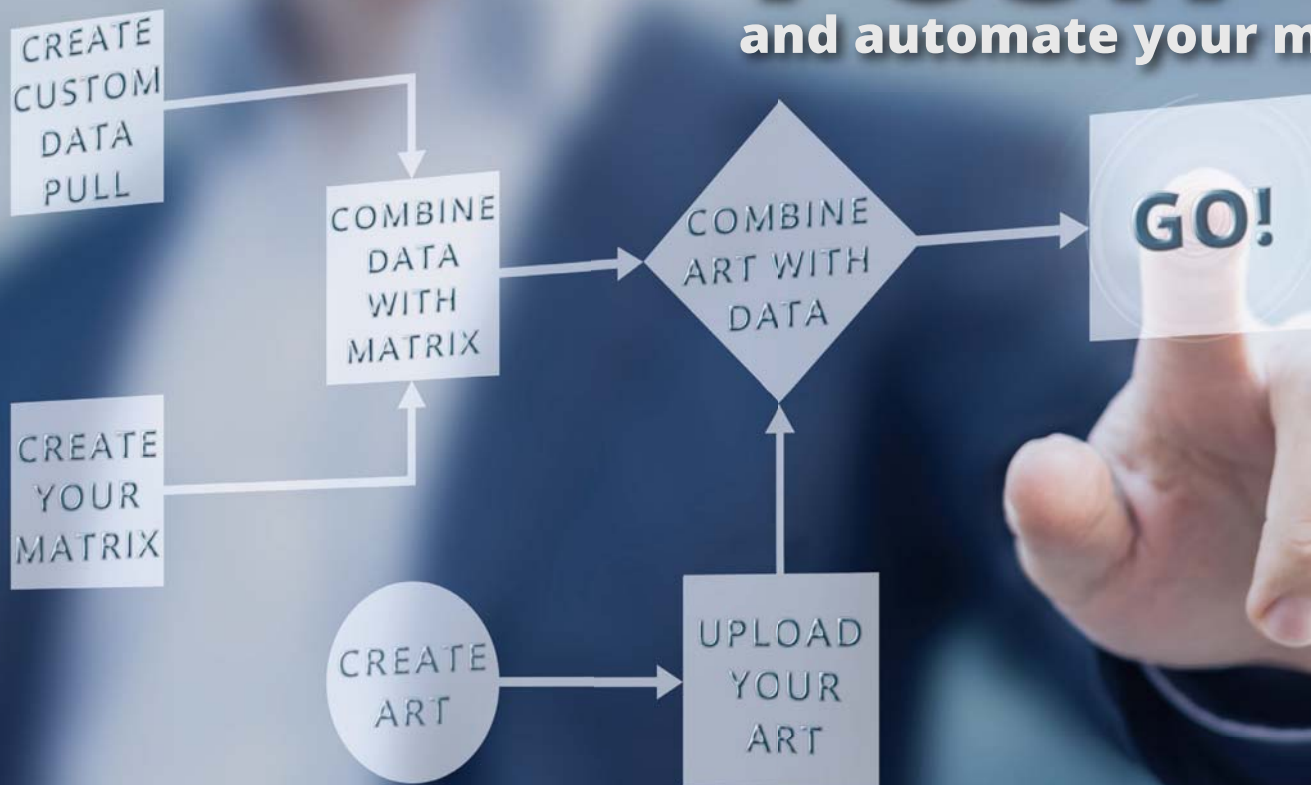 and automate your
CREATE
CUSTOM
DATA
PULL
COMBINE
DATA
WITH
MATRIX
COMBINE
ART WITH
DATA
GO!
CREATE
YOUR
MATRIX
CREATE
ART
UPLOAD
YOUR
ART